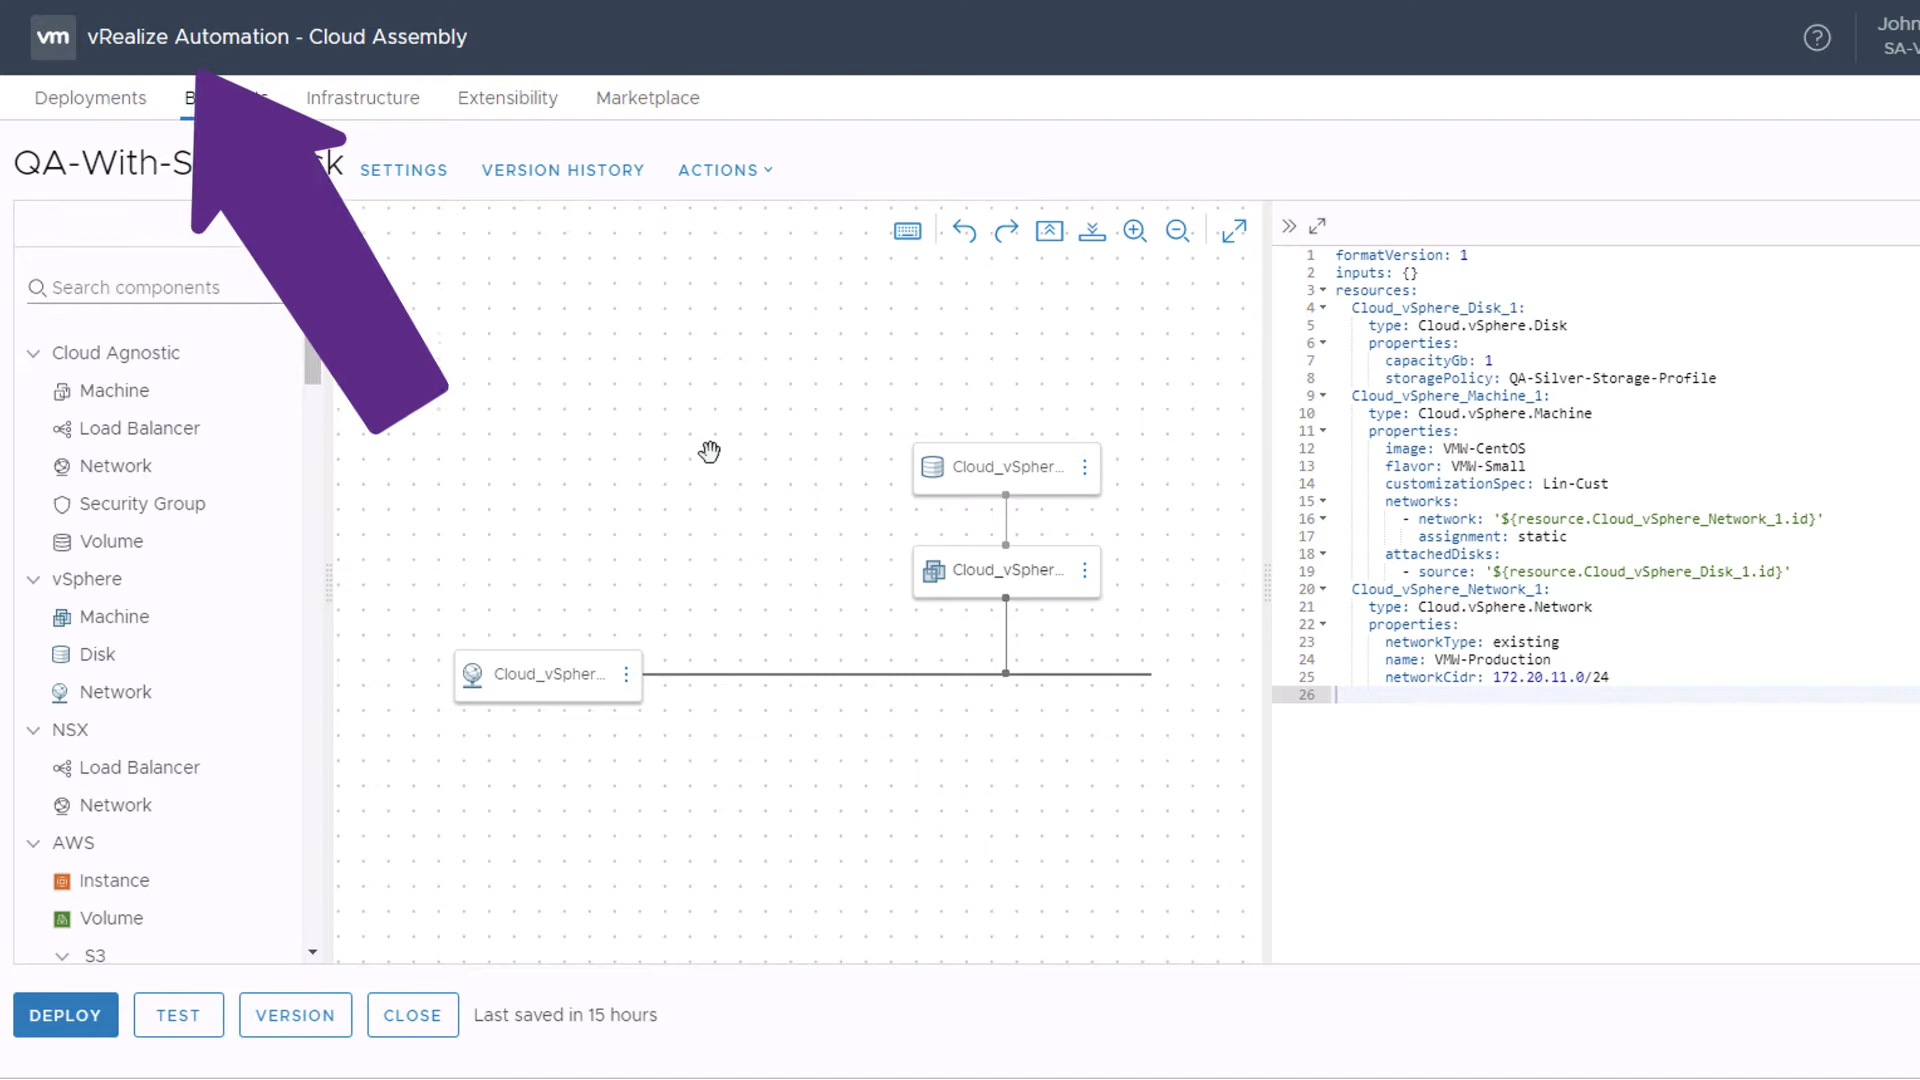 vm vRealize Automation - Cloud Assembly
John
SA-V
Deployments Infrastructure Extensibility Marketplace
QA-With-S k SETTINGS VERSION HISTORY ACTIONS
Search components
Cloud Agnostic
Machine
Load Balancer
Network
Security Group
Volume
vSphere
Machine
Disk
Network
NSX
Load Balancer
Network
AWS
Instance
Volume
S3
Cloud_vSpher...
Cloud_vSpher...
Cloud_vSpher...
1 formatVersion: 1
2 inputs: {}
3 resources:
4 Cloud_vSphere_Disk_1:
5 type: Cloud.vSphere.Disk
6 properties:
7 capacityGb: 1
8 storagePolicy: QA-Silver-Storage-Profile
9 Cloud_vSphere_Machine_1:
10 type: Cloud.vSphere.Machine
11 properties:
12 image: VMW-CentOS
13 flavor: VMW-Small
14 customizationSpec: Lin-Cust
15 networks:
16 - network: '${resource.Cloud_vSphere_Network_1.id}'
17 assignment: static
18 attachedDisks:
19 - source: '${resource.Cloud_vSphere_Disk_1.id}'
20 Cloud_vSphere_Network_1:
21 type: Cloud.vSphere.Network
22 properties:
23 networkType: existing
24 name: VMW-Production
25 networkCidr: 172.20.11.0/24
26
DEPLOY TEST VERSION CLOSE Last saved in 15 hours